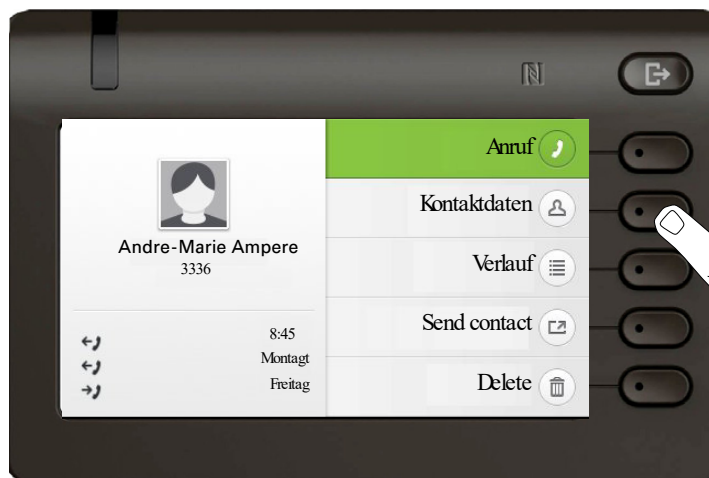 Anruf
Kontaktdaten
Andre-Marie Ampere
3336
Verlauf
8:45
Montagt
Freitag
Send contact
Delete